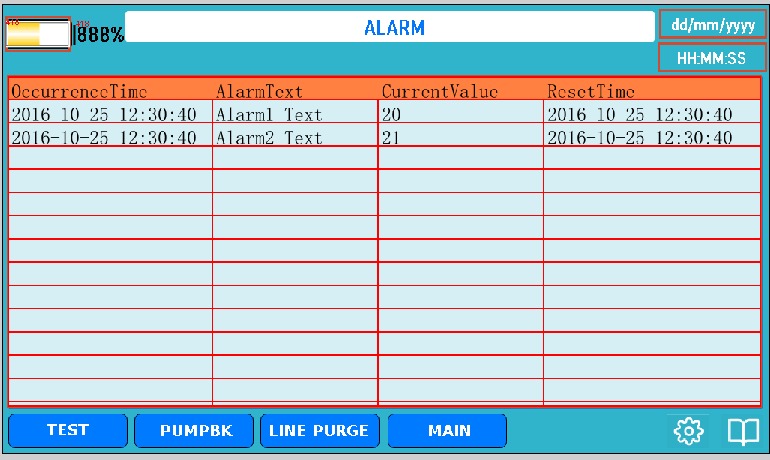 888%
ALARM
dd/mm/yyyy
HH:MM:SS
OccurrenceTime AlarmText CurrentValue ResetTime
2016 10 25 12:30:40 Alarm1 Text 20 2016 10 25 12:30:40
2016-10-25 12:30:40 Alarm2 Text 21 2016-10-25 12:30:40
TEST PUMPBK LINE PURGE MAIN